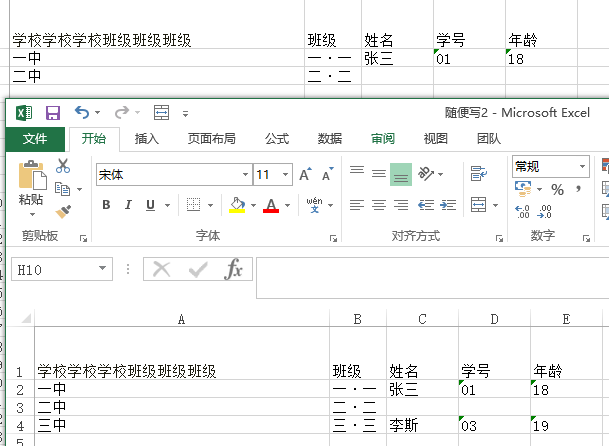 学校学校学校班级班级班级 班级 姓名 学号 年龄
一中 一·一 张三 01 18
二中 二·二
随便写2 - Microsoft Excel
文件 开始 插入 页面布局 公式 数据 审阅 视图 团队
宋体 11 A A 常规
粘贴 B I U A wén 文 % ,
.00 .00
剪贴板 字体 对齐方式 数字
H10 fx
A B C D E
1 学校学校学校班级班级班级 班级 姓名 学号 年龄
2 一中 一·一 张三 01 18
3 二中 二·二
4 三中 三·三 李斯 03 19
5